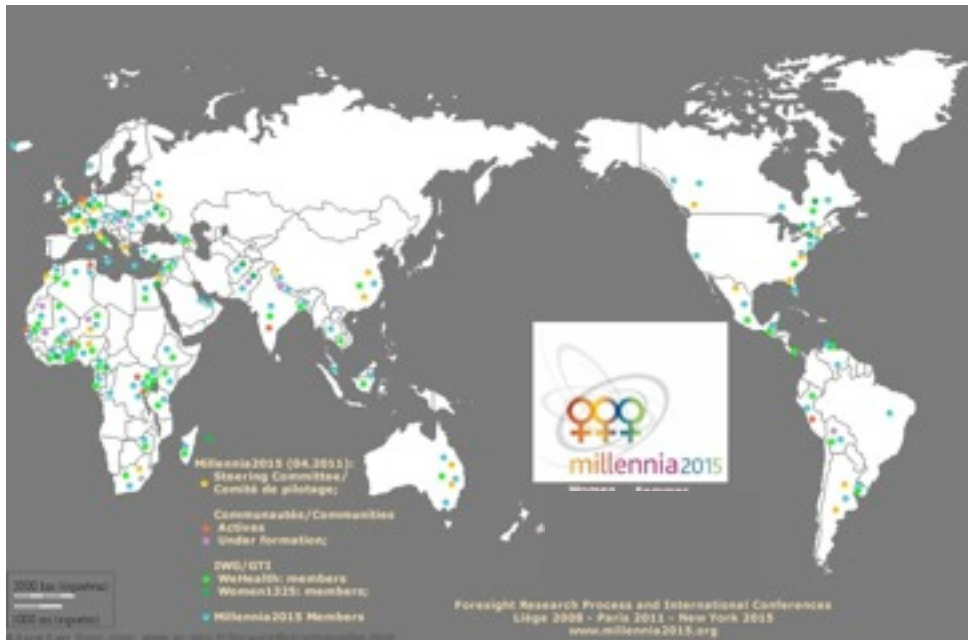 millennia2015
Millennia2015 (04.2011):
Steering Committee/
Comité de pilotage;
Communautés/Communities
Actives
Under formation;
IWG/GTI
WeHealth: members
Women1325: members;
Millennia2015 Members
Foresight Research Process and International Conferences
Liège 2008 - Paris 2011 - New York 2015
www.millennia2015.org